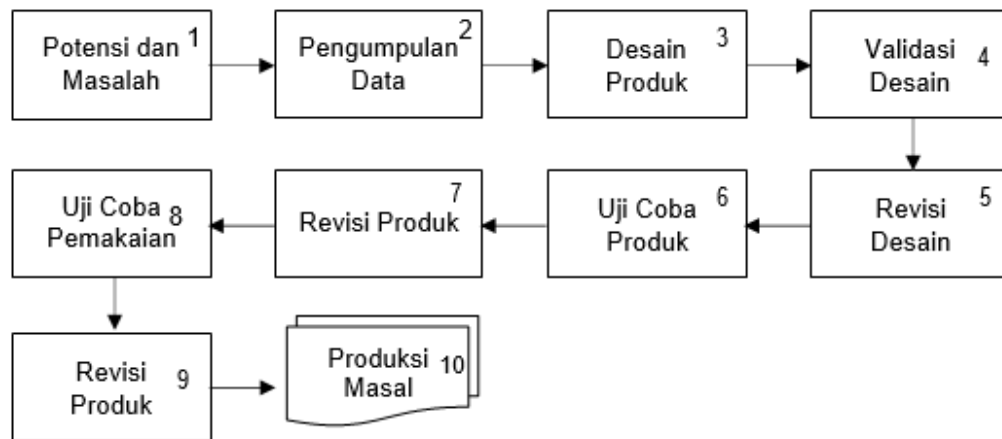 Potensi dan 1
Masalah
Pengumpulan 2
Data
Desain 3
Produk
Validasi 4
Desain
Revisi 5
Desain
Uji Coba 6
Produk
7
Revisi Produk
Uji Coba 8
Pemakaian
Revisi 9
Produk
Produksi 10
Masal